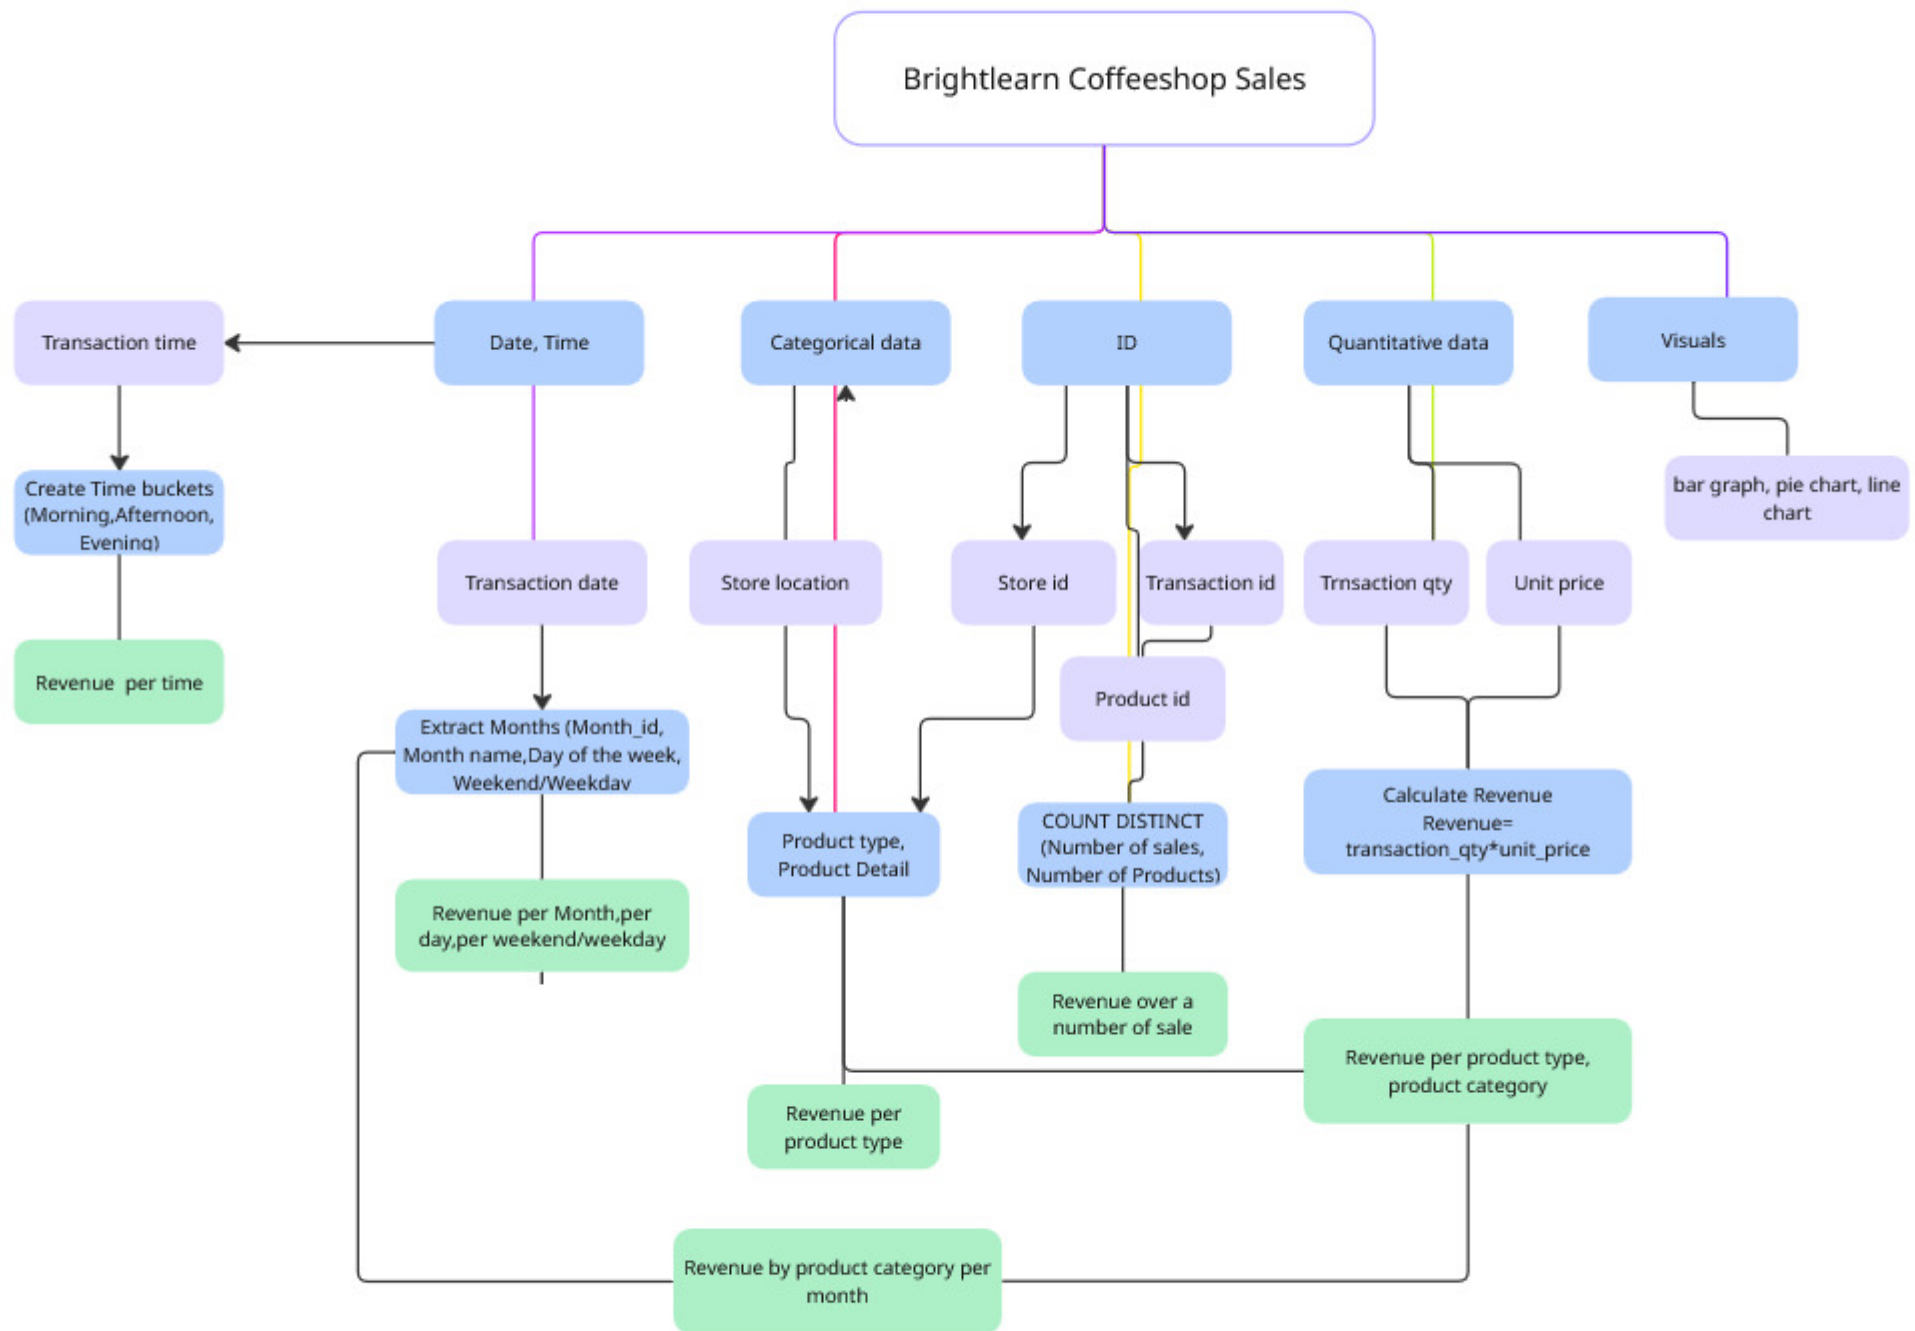 Brightlearn Coffeeshop Sales
Transaction time
Date, Time
Categorical data
ID
Quantitative data
Visuals
Create Time buckets
(Morning,Afternoon,
Evening)
bar graph, pie chart, line
chart
Transaction date
Store location
Store id
Transaction id
Trnsaction qty
Unit price
Revenue  per time
Product id
Extract Months (Month_id,
Month name,Day of the week,
Weekend/Weekday
Product type,
Product Detail
COUNT DISTINCT
(Number of sales,
Number of Products)
Calculate Revenue
Revenue=
transaction_qty*unit_price
Revenue per Month,per
day,per weekend/weekday
Revenue over a
number of sale
Revenue per product type,
product category
Revenue per
product type
Revenue by product category per
month